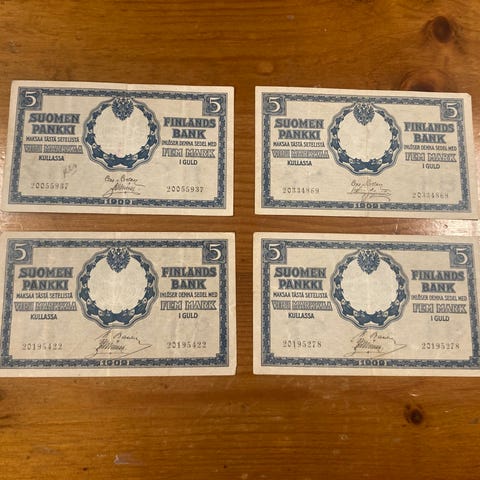 5 5
SUOMEN
PANKKI
MAKSAA TÄSTÄ SETELISTÄ
VIISI MARKKAA
KULLASSA
FINLANDS
BANK
INLÖSER DENNA SEDEL MED
FEM MARK
I GULD
20055937 20055937
1909
5 5
SUOMEN
PANKKI
MAKSAA TÄSTÄ SETELISTÄ
VIISI MARKKAA
KULLASSA
FINLANDS
BANK
INLÖSER DENNA SEDEL MED
FEM MARK
I GULD
20334869 20334869
1909
5 5
SUOMEN
PANKKI
MAKSAA TÄSTÄ SETELISTÄ
VIISI MARKKAA
KULLASSA
FINLANDS
BANK
INLÖSER DENNA SEDEL MED
FEM MARK
I GULD
20195422 20195422
1909
5 5
SUOMEN
PANKKI
MAKSAA TÄSTÄ SETELISTÄ
VIISI MARKKAA
KULLASSA
FINLANDS
BANK
INLÖSER DENNA SEDEL MED
FEM MARK
I GULD
20195278 20195278
1909